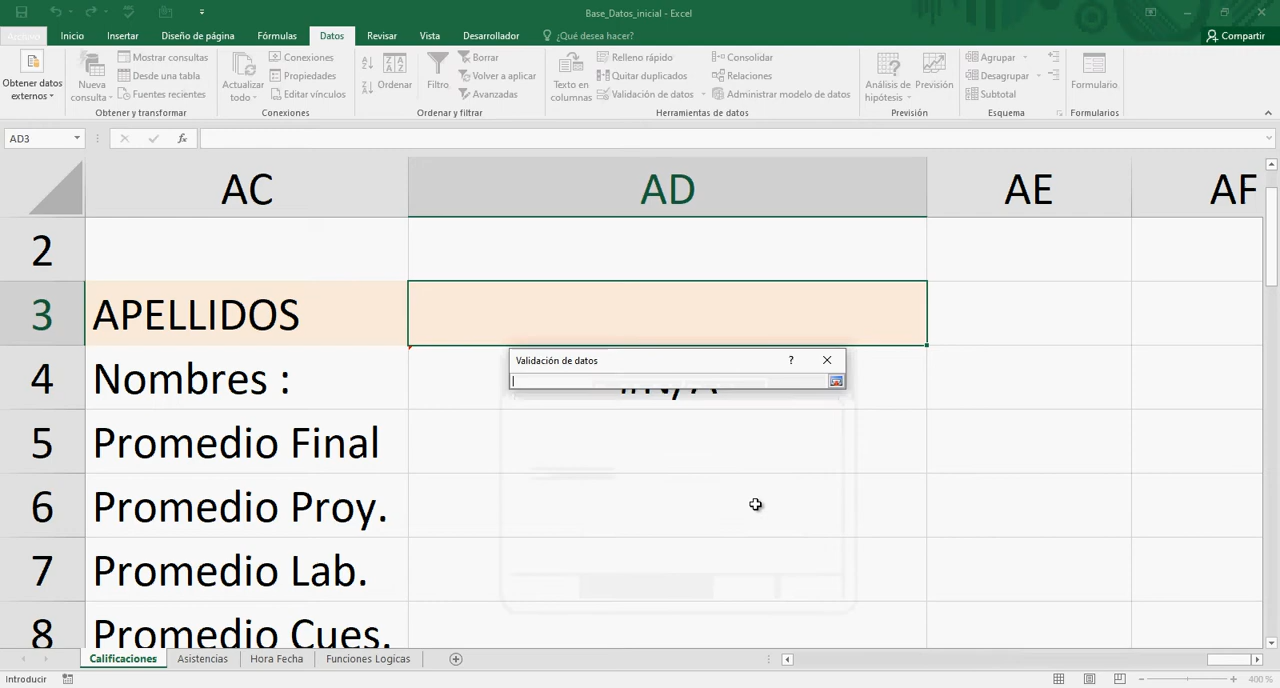 Base_Datos_inicial - Excel
Archivo Inicio Insertar Diseño de página Fórmulas Datos Revisar Vista Desarrollador ¿Qué desea hacer? Compartir
Obtener datos externos
Nueva consulta
Mostrar consultas
Desde una tabla
Fuentes recientes
Obtener y transformar
Actualizar todo
Conexiones
Propiedades
Editar vínculos
Conexiones
Ordenar
Filtro
Borrar
Volver a aplicar
Avanzadas
Ordenar y filtrar
Texto en columnas
Relleno rápido
Quitar duplicados
Validación de datos
Consolidar
Relaciones
Administrar modelo de datos
Herramientas de datos
Análisis de hipótesis
Previsión
Previsión
Agrupar
Desagrupar
Subtotal
Esquema
Formulario
Formularios
AD3 fx
AC AD AE AF
2
3 APELLIDOS
Validación de datos ?
4 Nombres :
5 Promedio Final
6 Promedio Proy.
7 Promedio Lab.
8 Promedio Cues.
Calificaciones Asistencias Hora Fecha Funciones Logicas
Introducir 400 %